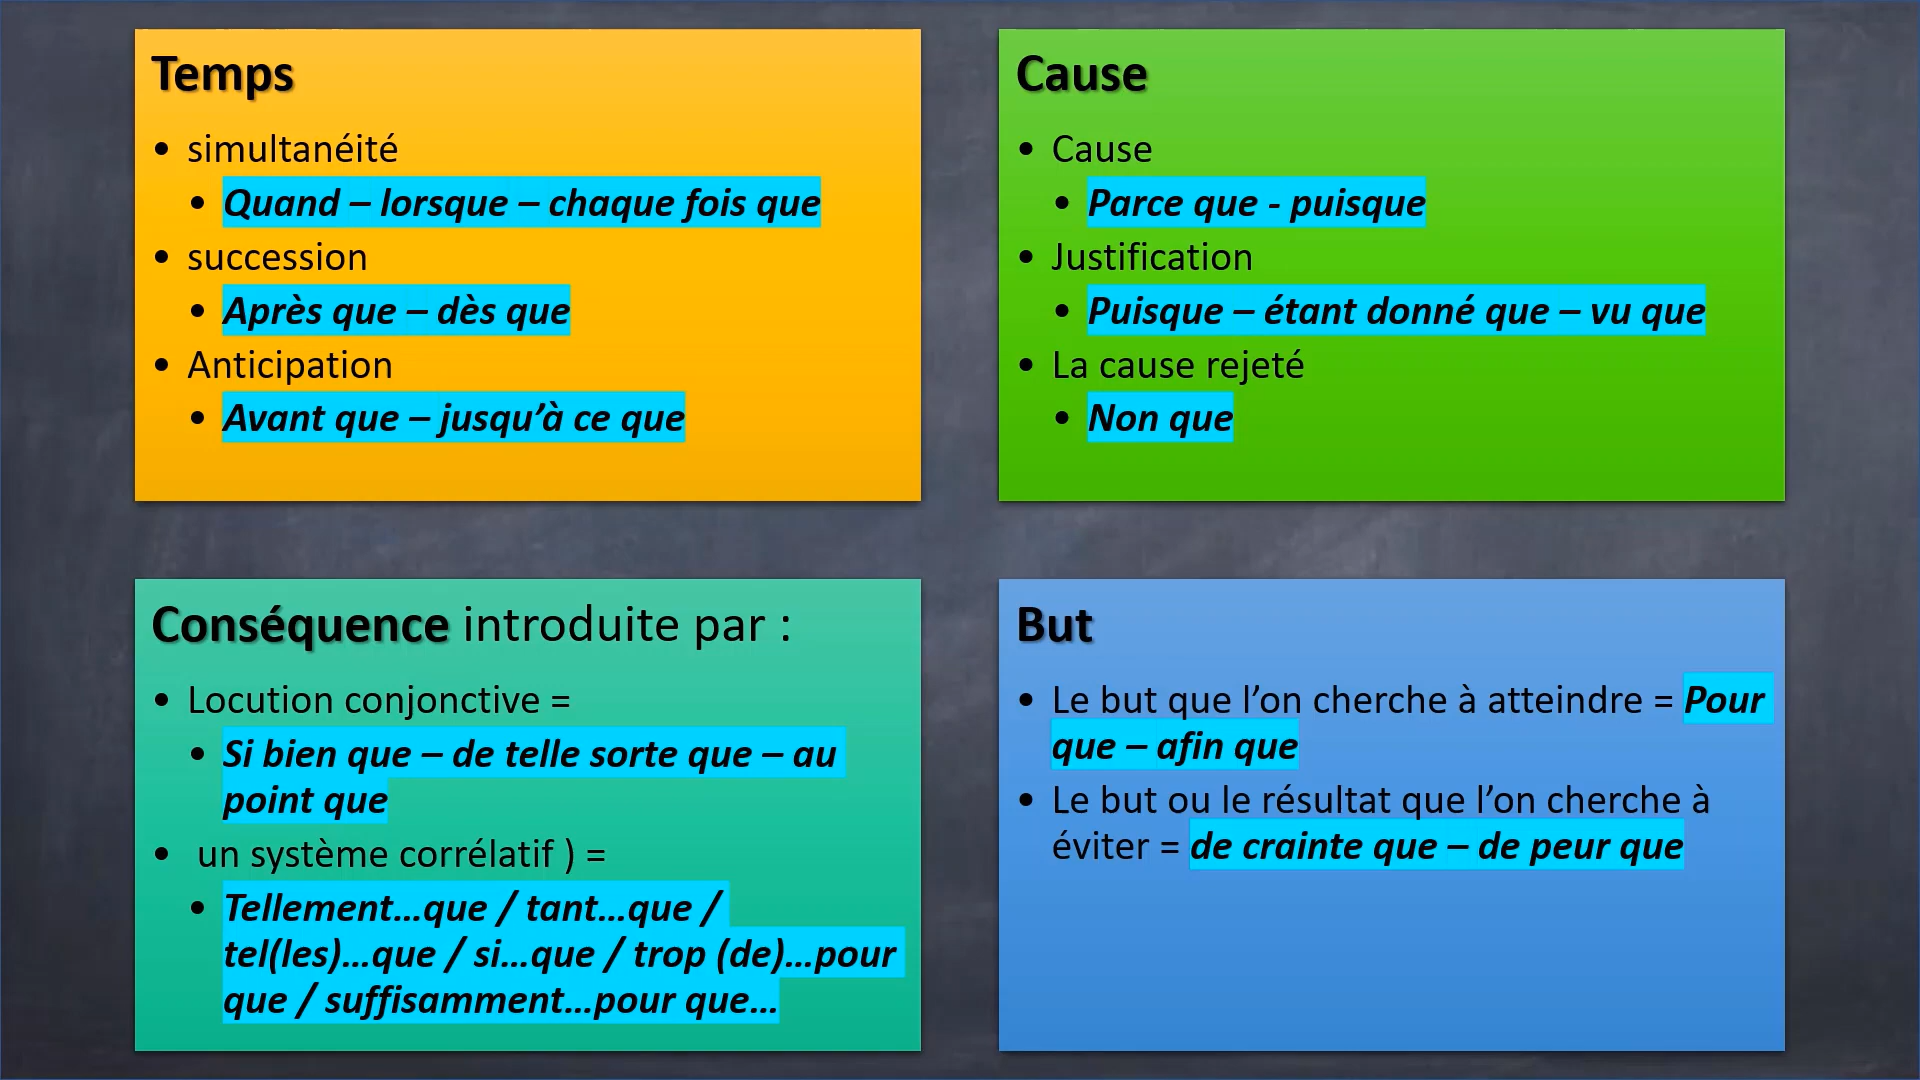 Temps
• simultanéité
• Quand – lorsque – chaque fois que
• succession
• Après que – dès que
• Anticipation
• Avant que – jusqu’à ce que
Cause
• Cause
• Parce que - puisque
• Justification
• Puisque – étant donné que – vu que
• La cause rejeté
• Non que
Conséquence introduite par :
• Locution conjonctive =
• Si bien que – de telle sorte que – au
point que
• un système corrélatif ) =
• Tellement…que / tant…que /
tel(les)…que / si…que / trop (de)…pour
que / suffisamment…pour que…
But
• Le but que l’on cherche à atteindre = Pour
que – afin que
• Le but ou le résultat que l’on cherche à
éviter = de crainte que – de peur que